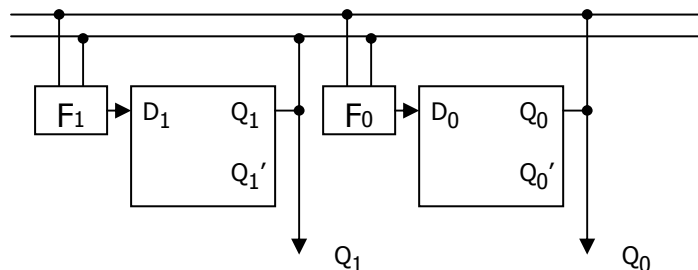 F₁ D₁ Q₁ F₀ D₀ Q₀
Q₁′ Q₀′
Q₁ Q₀